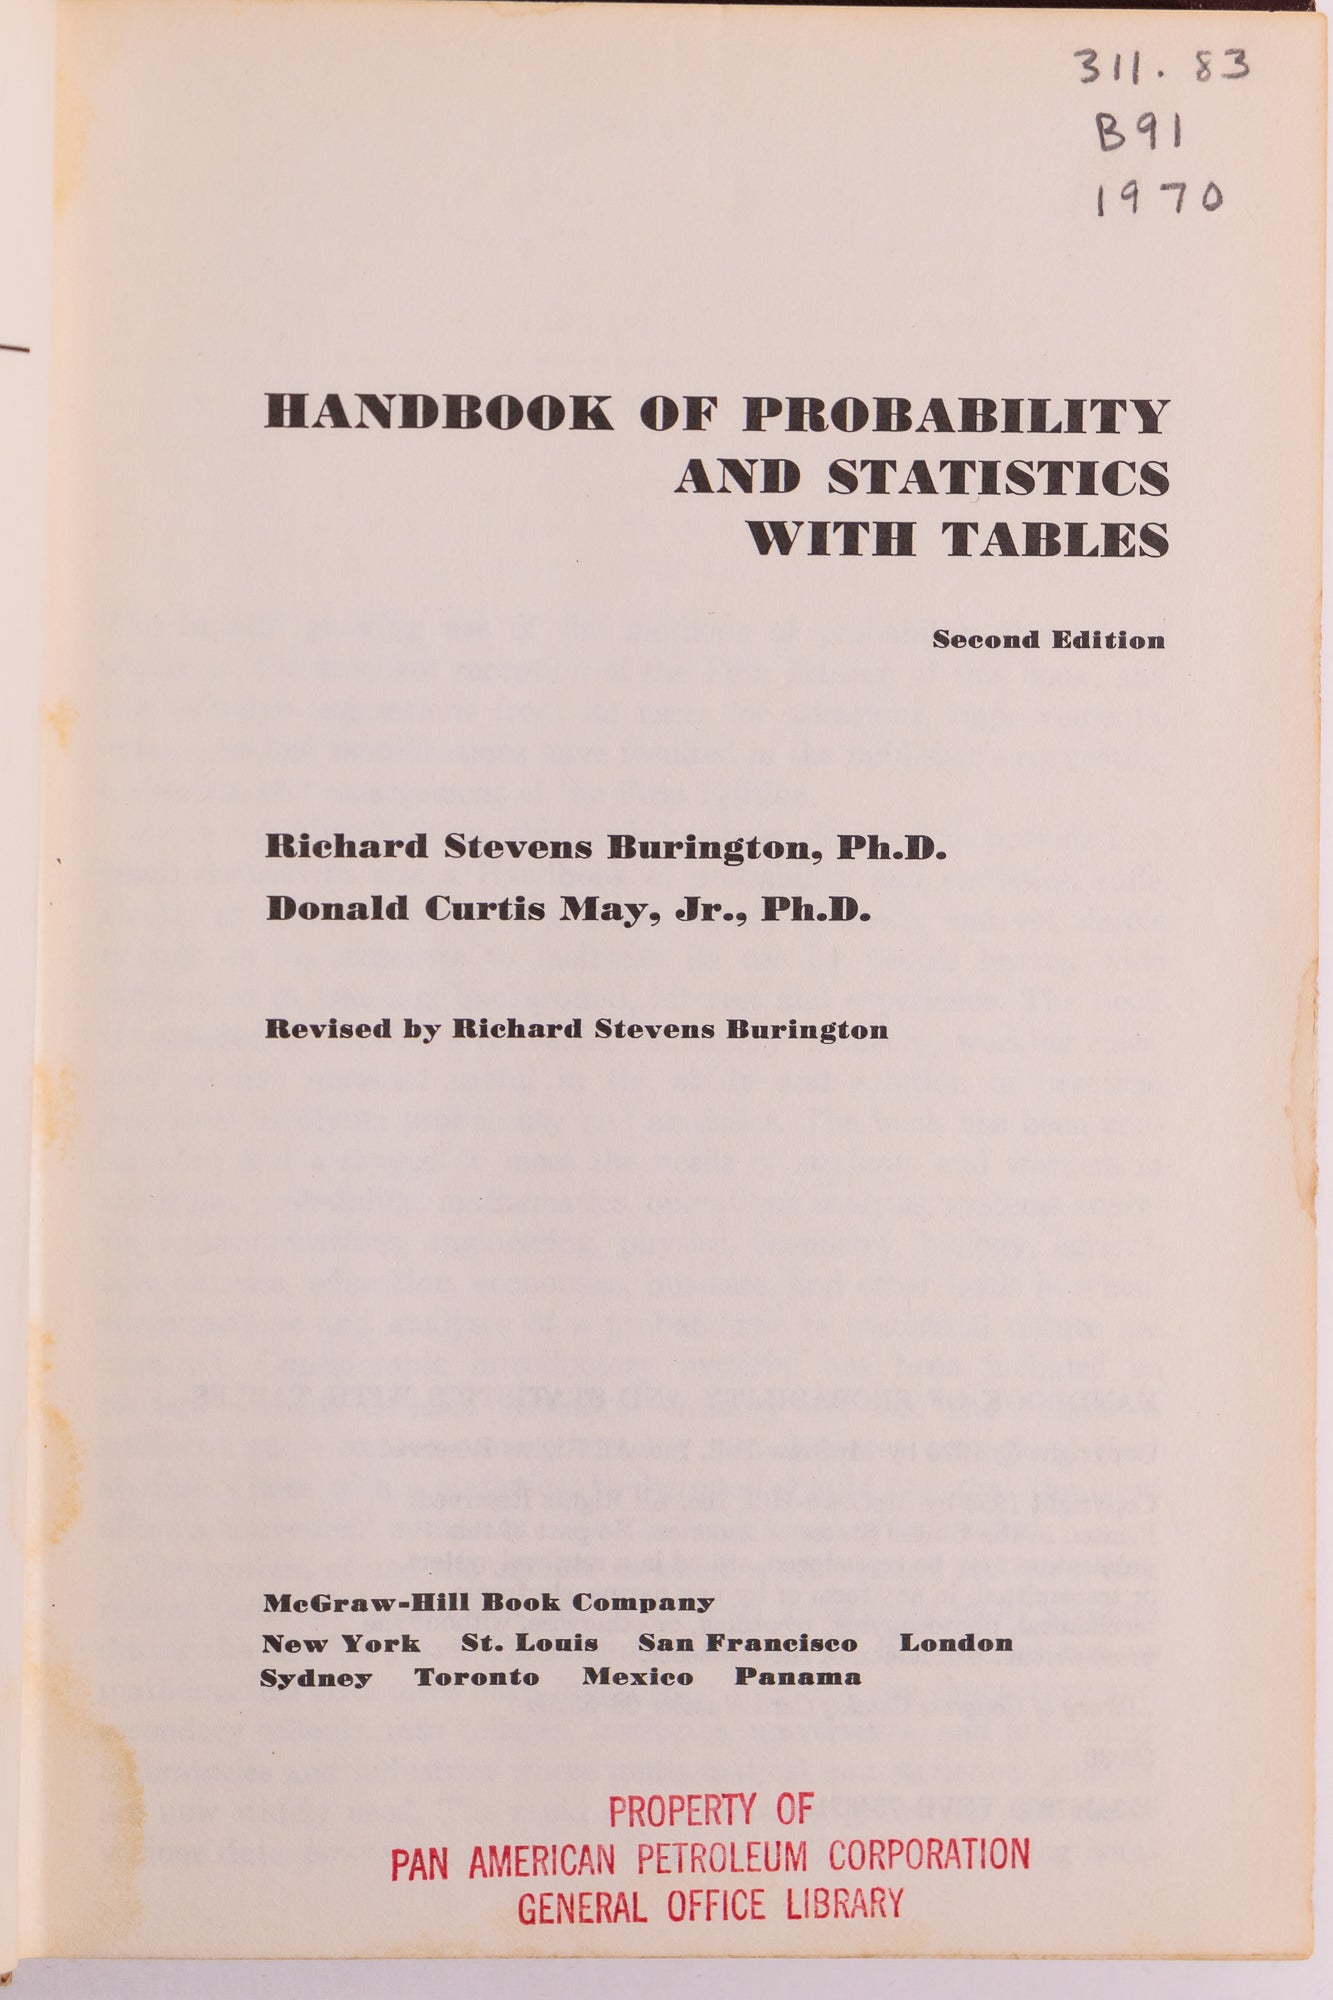 311.83
B91
1970
HANDBOOK OF PROBABILITY
AND STATISTICS
WITH TABLES
Second Edition
Richard Stevens Burington, Ph.D.
Donald Curtis May, Jr., Ph.D.
Revised by Richard Stevens Burington
McGraw-Hill Book Company
New York St. Louis San Francisco London
Sydney Toronto Mexico Panama
PROPERTY OF
PAN AMERICAN PETROLEUM CORPORATION
GENERAL OFFICE LIBRARY